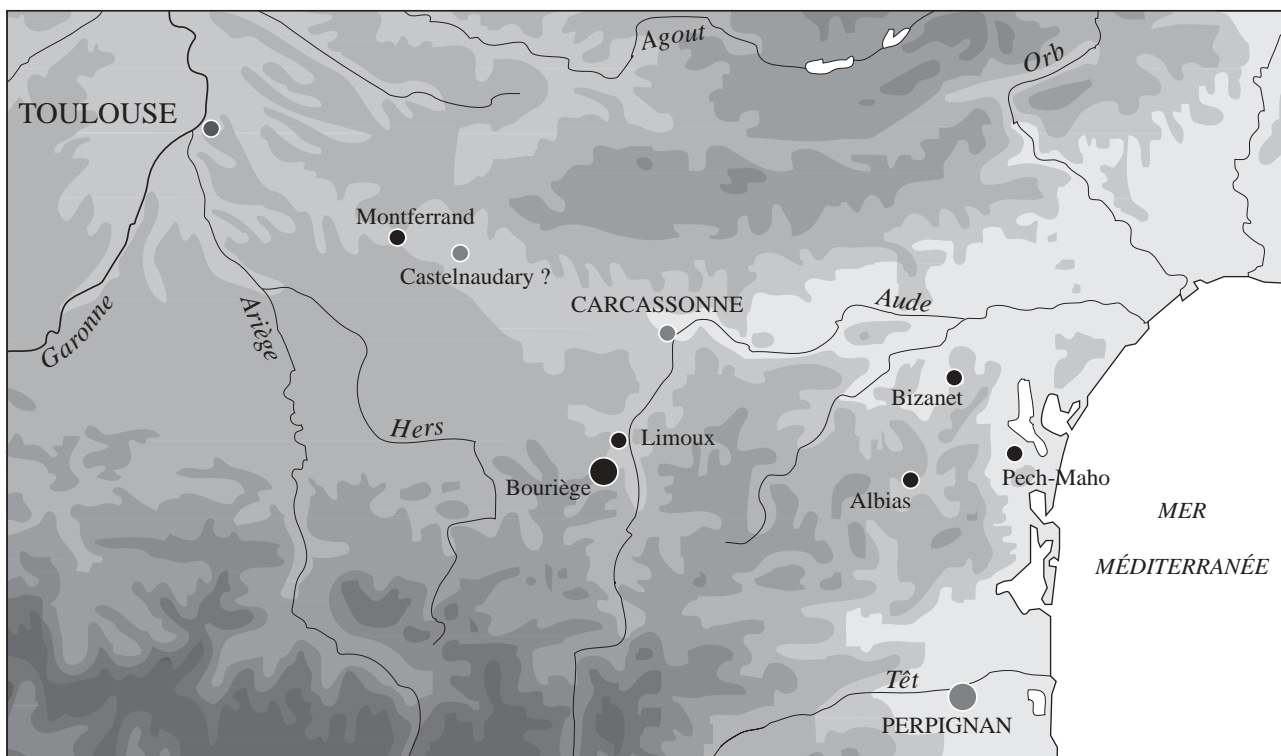 Agout
Orb
TOULOUSE
Montferrand
Castelnaudary ?
CARCASSONNE
Aude
Garonne
Ariège
Bizanet
Hers
Limoux
Bouriège
Albias
Pech-Maho
MER
MÉDITERRANÉE
Têt
PERPIGNAN